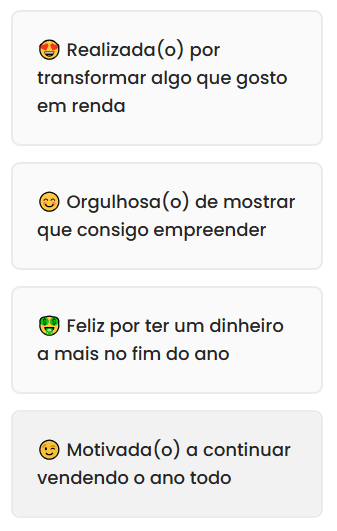 😍 Realizada(o) por
transformar algo que gosto
em renda
😊 Orgulhosa(o) de mostrar
que consigo empreender
🤑 Feliz por ter um dinheiro
a mais no fim do ano
😉 Motivada(o) a continuar
vendendo o ano todo